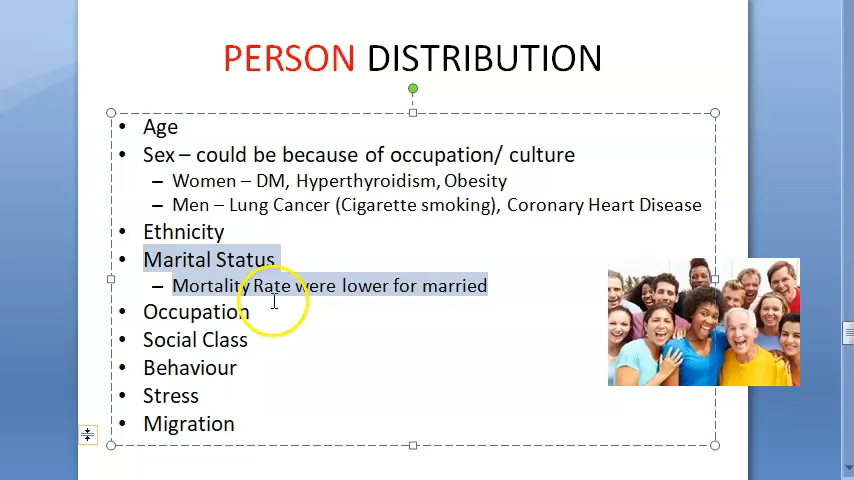 PERSON DISTRIBUTION
• Age
• Sex – could be because of occupation/ culture
– Women – DM, Hyperthyroidism, Obesity
– Men – Lung Cancer (Cigarette smoking), Coronary Heart Disease
• Ethnicity
• Marital Status
– Mortality Rate were lower for married
• Occupation
• Social Class
• Behaviour
• Stress
• Migration